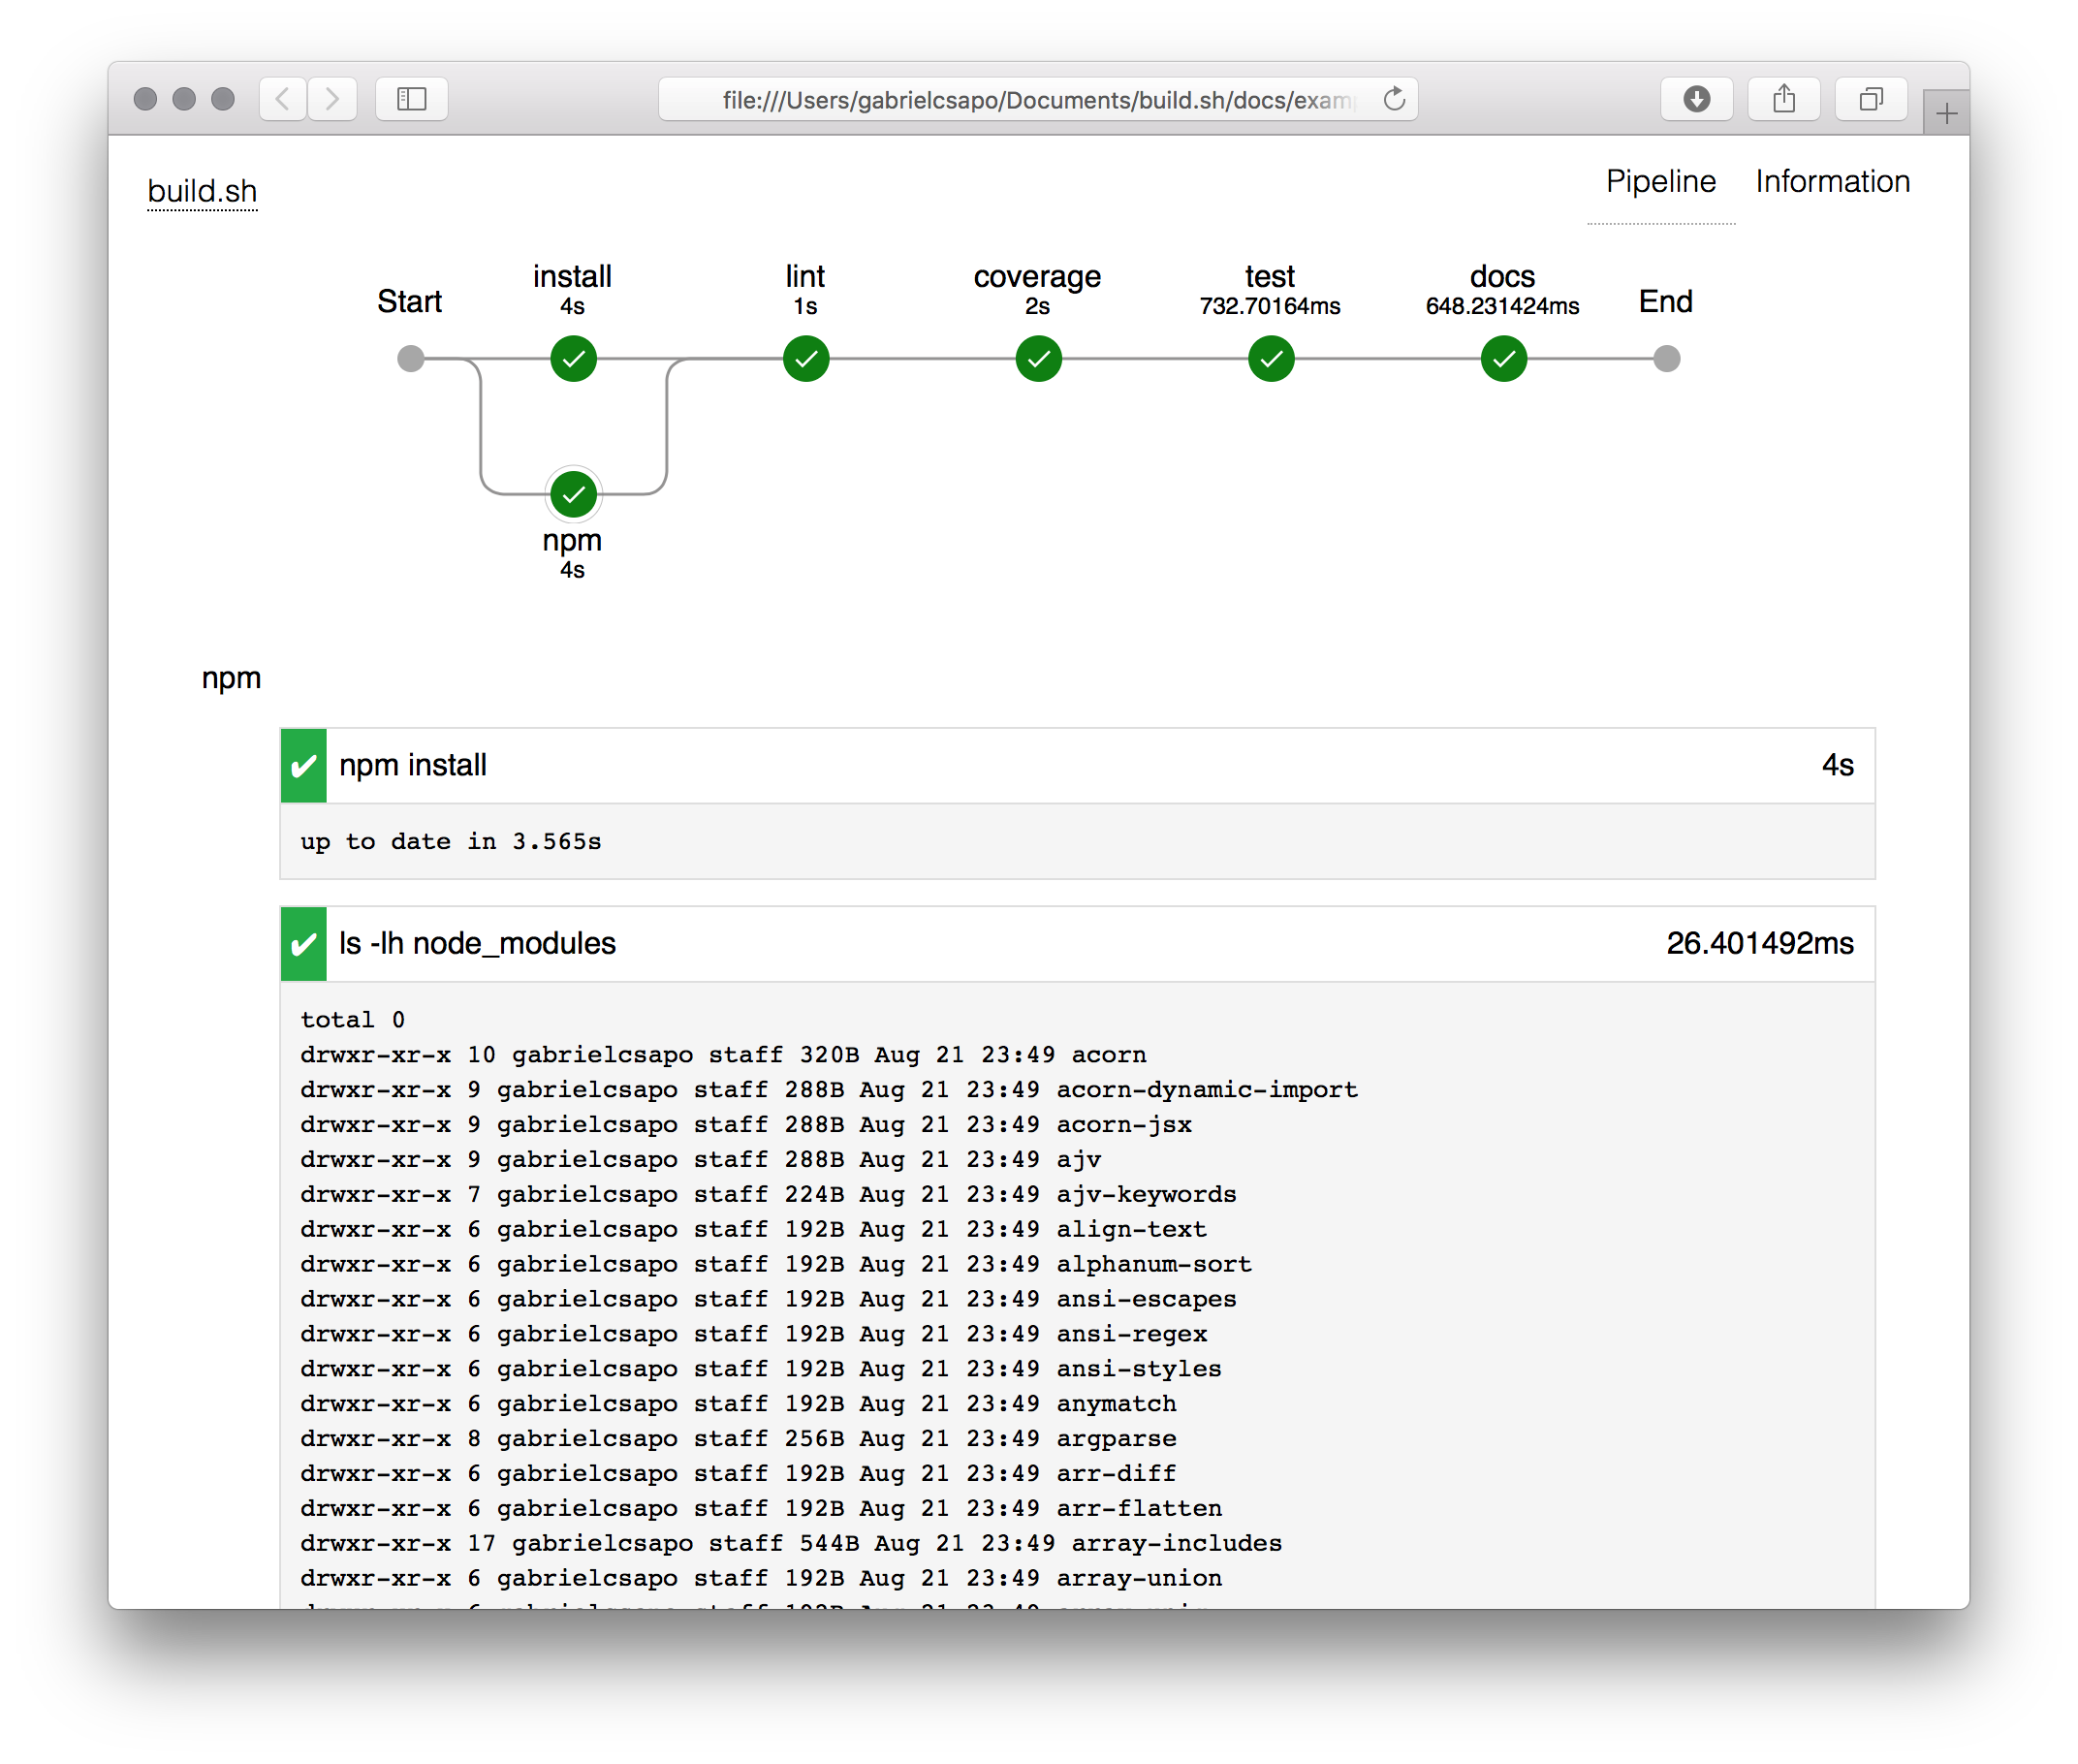 file:///Users/gabrielcsapo/Documents/build.sh/docs/exam
build.sh
Pipeline Information
Start
install
4s
lint
1s
coverage
2s
test
732.70164ms
docs
648.231424ms
End
npm
4s
npm
npm install 4s
up to date in 3.565s
ls -lh node_modules 26.401492ms
total 0
drwxr-xr-x 10 gabrielcsapo staff 320B Aug 21 23:49 acorn
drwxr-xr-x 9 gabrielcsapo staff 288B Aug 21 23:49 acorn-dynamic-import
drwxr-xr-x 9 gabrielcsapo staff 288B Aug 21 23:49 acorn-jsx
drwxr-xr-x 9 gabrielcsapo staff 288B Aug 21 23:49 ajv
drwxr-xr-x 7 gabrielcsapo staff 224B Aug 21 23:49 ajv-keywords
drwxr-xr-x 6 gabrielcsapo staff 192B Aug 21 23:49 align-text
drwxr-xr-x 6 gabrielcsapo staff 192B Aug 21 23:49 alphanum-sort
drwxr-xr-x 6 gabrielcsapo staff 192B Aug 21 23:49 ansi-escapes
drwxr-xr-x 6 gabrielcsapo staff 192B Aug 21 23:49 ansi-regex
drwxr-xr-x 6 gabrielcsapo staff 192B Aug 21 23:49 ansi-styles
drwxr-xr-x 6 gabrielcsapo staff 192B Aug 21 23:49 anymatch
drwxr-xr-x 8 gabrielcsapo staff 256B Aug 21 23:49 argparse
drwxr-xr-x 6 gabrielcsapo staff 192B Aug 21 23:49 arr-diff
drwxr-xr-x 6 gabrielcsapo staff 192B Aug 21 23:49 arr-flatten
drwxr-xr-x 17 gabrielcsapo staff 544B Aug 21 23:49 array-includes
drwxr-xr-x 6 gabrielcsapo staff 192B Aug 21 23:49 array-union